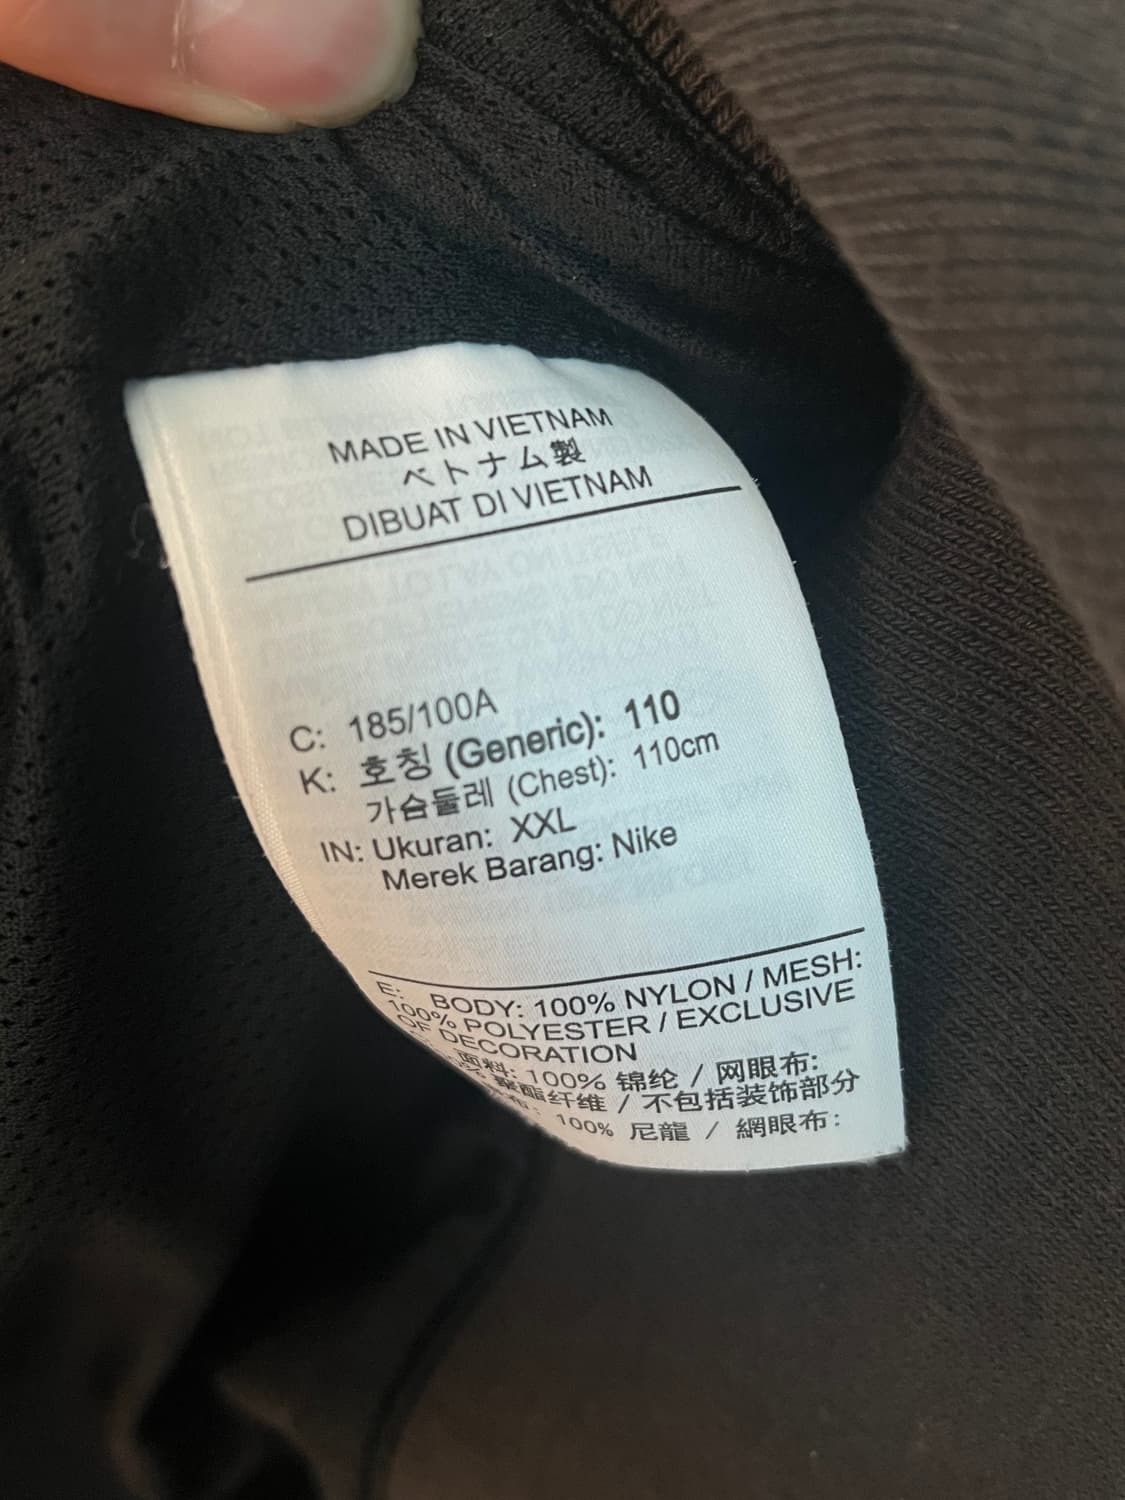 MADE IN VIETNAM
ベトナム製
DIBUAT DI VIETNAM
C: 185/100A
K: 호칭 (Generic): 110
가슴둘레 (Chest): 110cm
IN: Ukuran: XXL
Merek Barang: Nike
E: BODY: 100% NYLON / MESH:
100% POLYESTER / EXCLUSIVE
OF DECORATION
面料: 100% 锦纶 / 网眼布:
聚酯纤维 / 不包括装饰部分
100% 尼龍 / 網眼布: